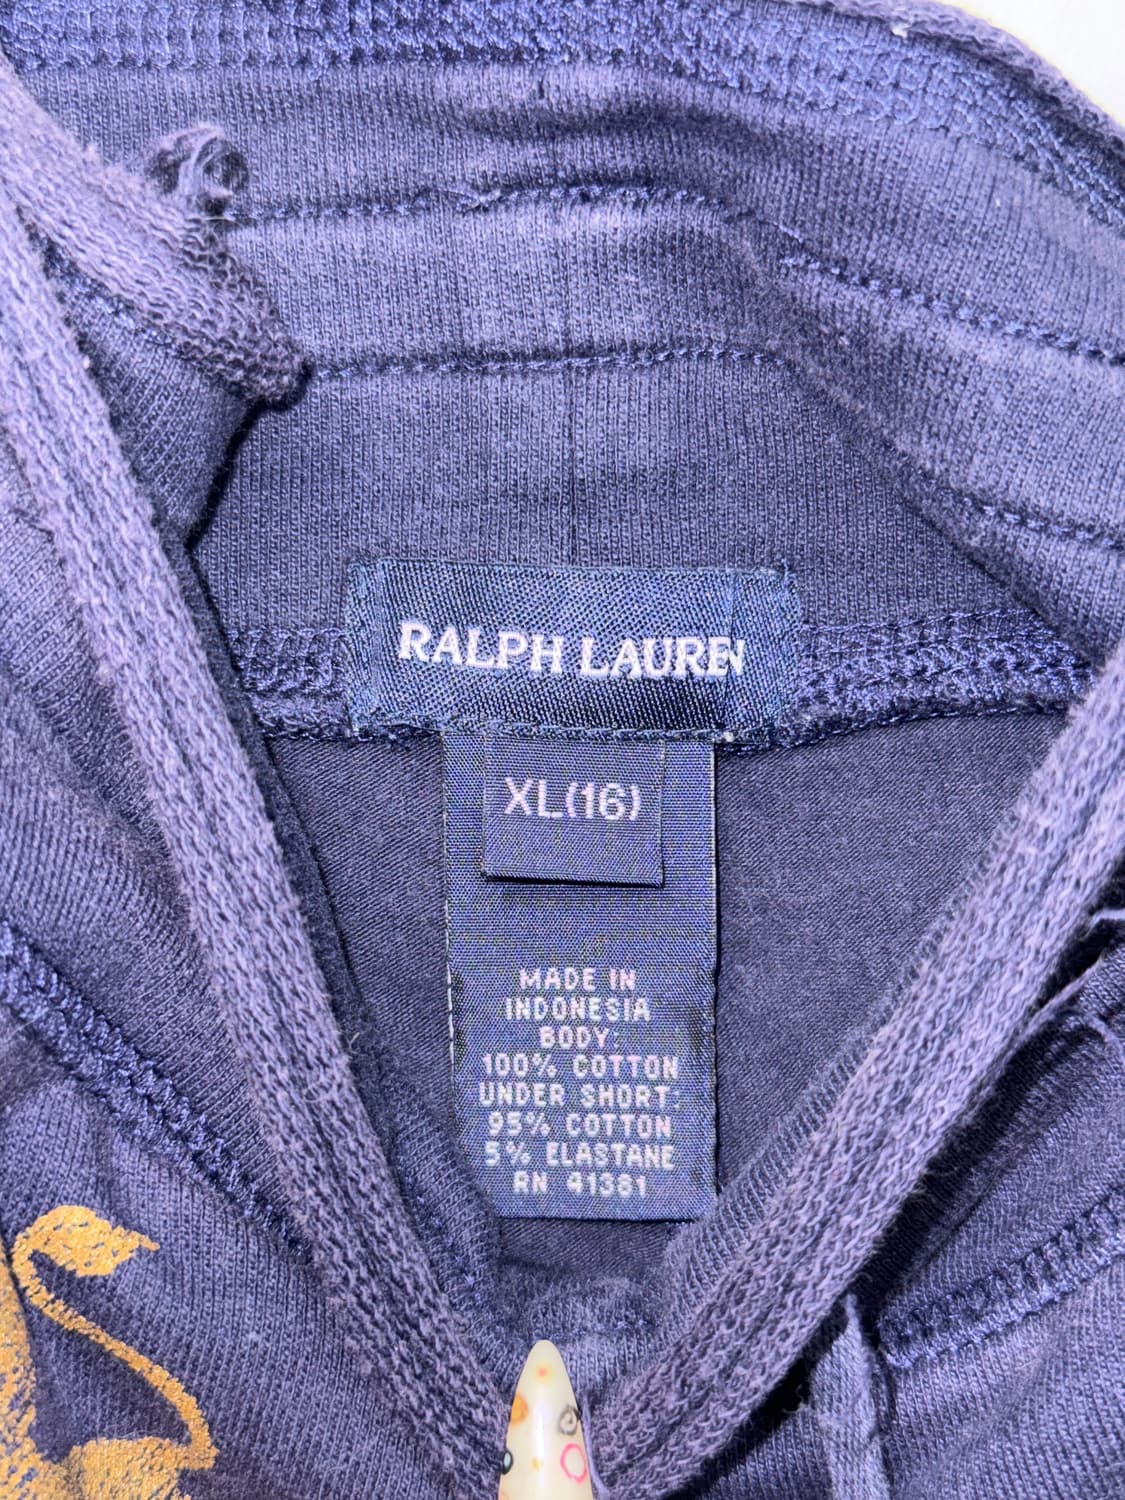 RALPH LAUREN
XL(16)
MADE IN
INDONESIA
BODY:
100% COTTON
UNDER SHORT:
95% COTTON
5% ELASTANE
RN 41381